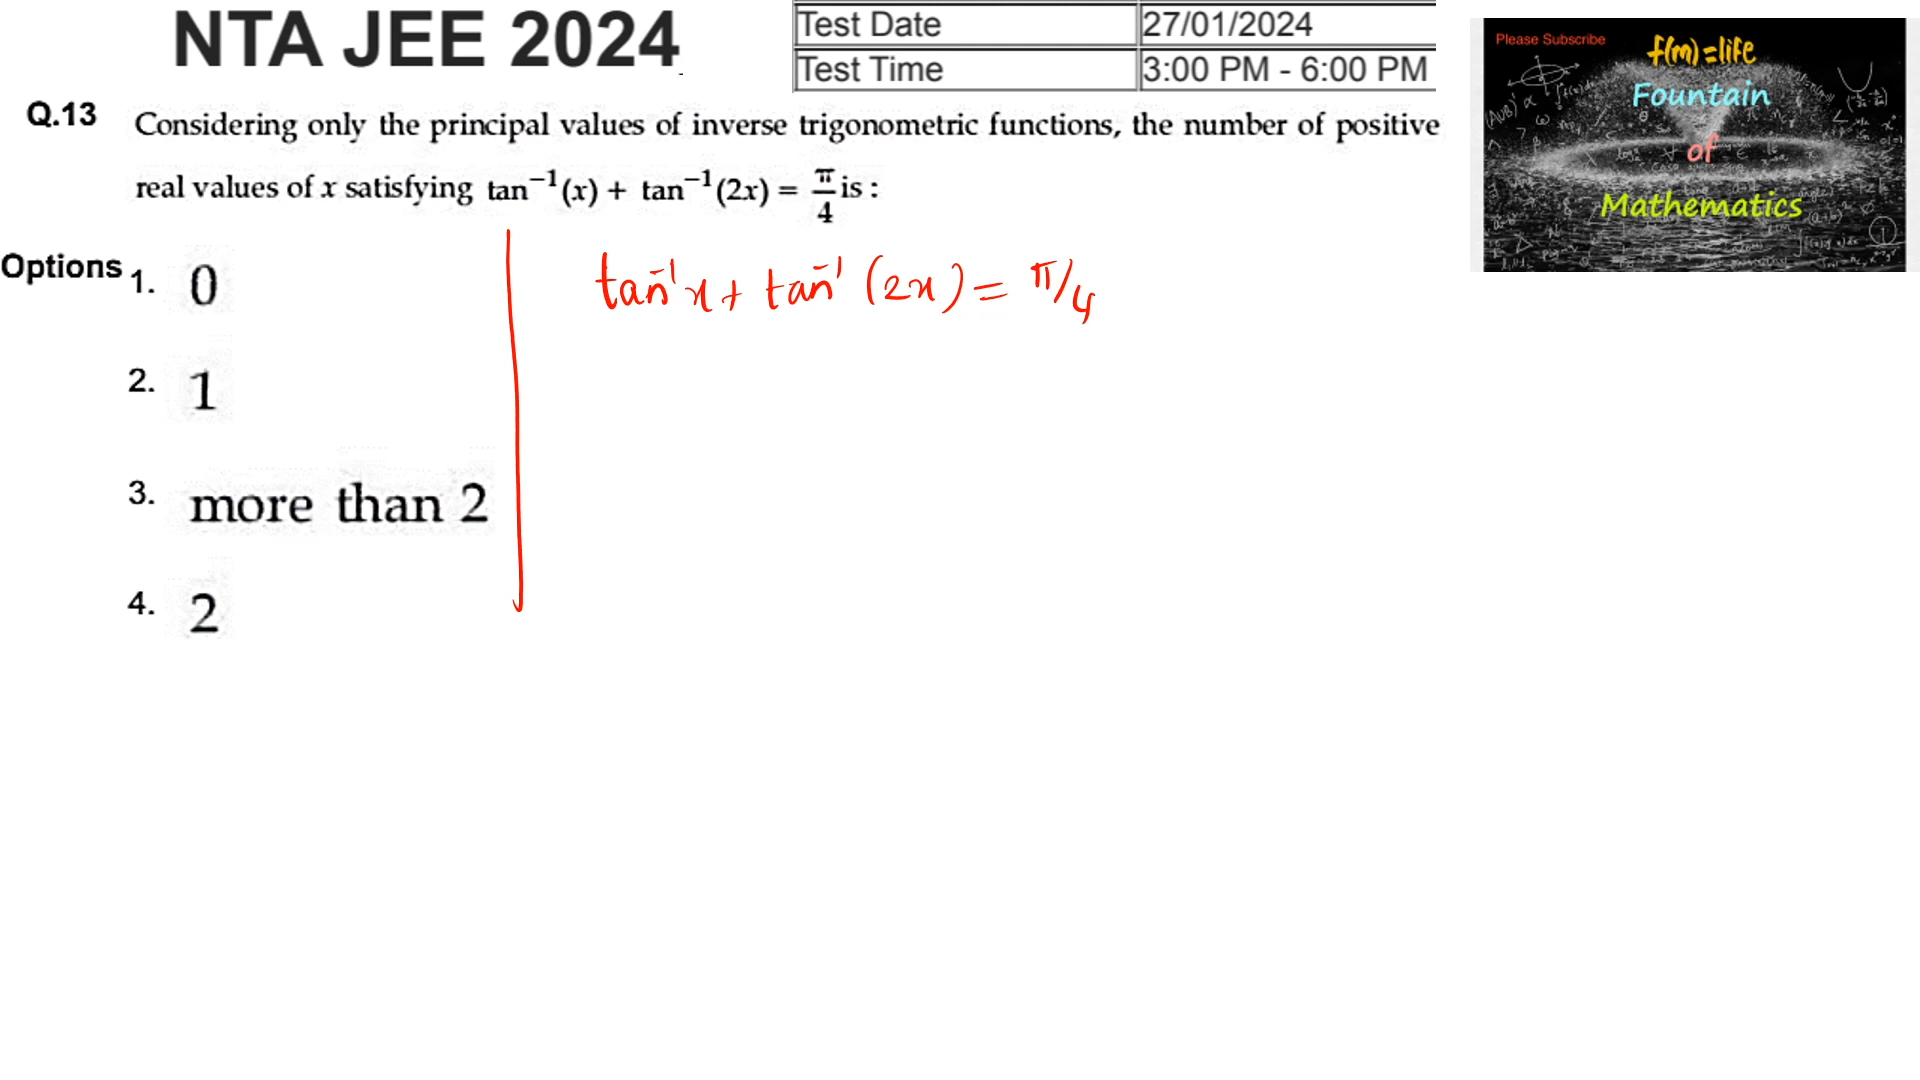 NTA JEE 2024
Test Date 27/01/2024
Test Time 3:00 PM - 6:00 PM
Q.13 Considering only the principal values of inverse trigonometric functions, the number of positive
real values of x satisfying tan⁻¹(x) + tan⁻¹(2x) = π/4 is :
Options 1. 0
2. 1
3. more than 2
4. 2
tan⁻¹x + tan⁻¹ (2x) = π/4
Please Subscribe
f(m)=life
Fountain
of
Mathematics